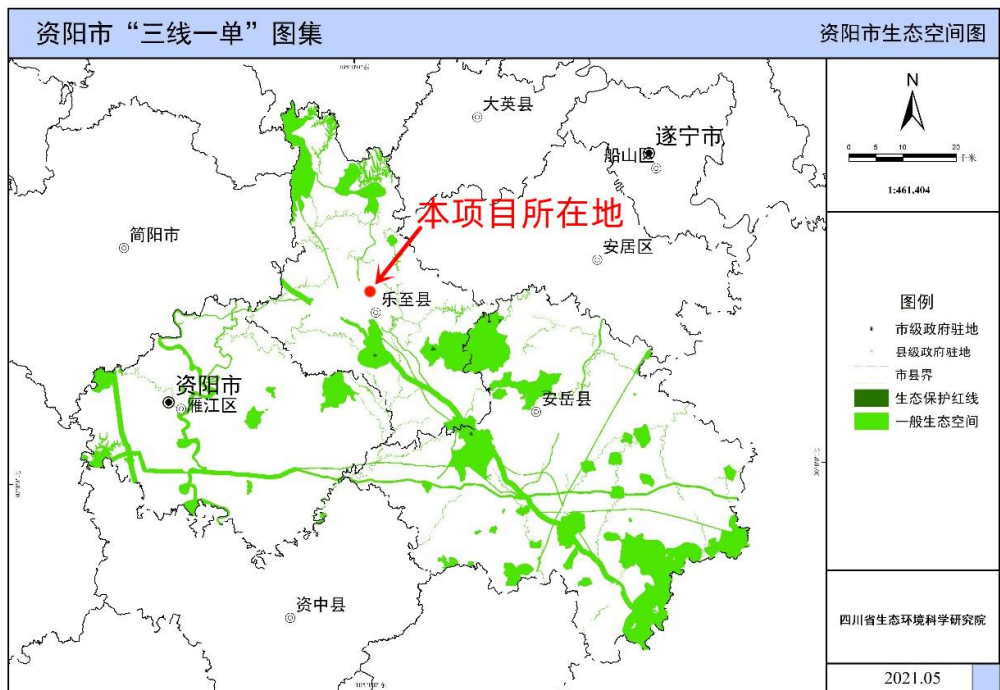 资阳市“三线一单”图集
资阳市生态空间图
大英县
遂宁市
船山区
简阳市
本项目所在地
安居区
乐至县
资阳市
雁江区
安岳县
资中县
N
0 5 10 20
千米
1:461,404
图例
市级政府驻地
县级政府驻地
市县界
生态保护红线
一般生态空间
四川省生态环境科学研究院
2021.05